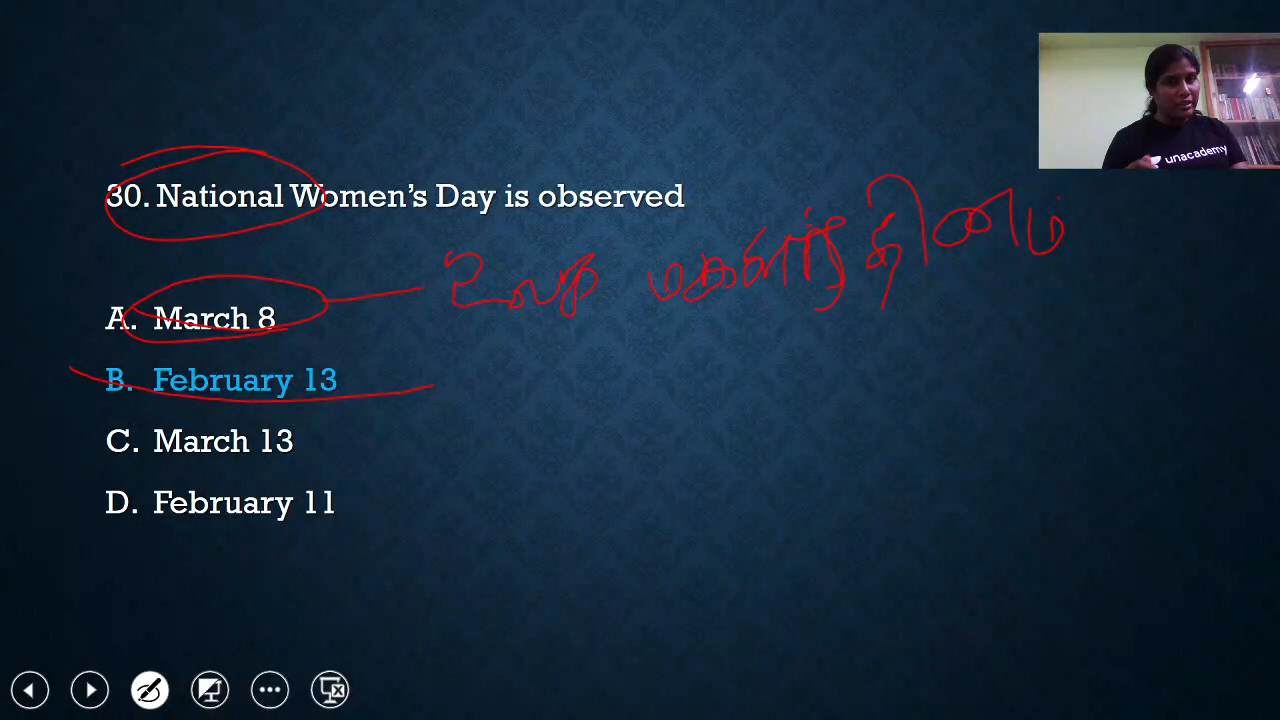 unacademy
30. National Women's Day is observed
உலக மகளிர் தினம்
A. March 8
B. February 13
C. March 13
D. February 11